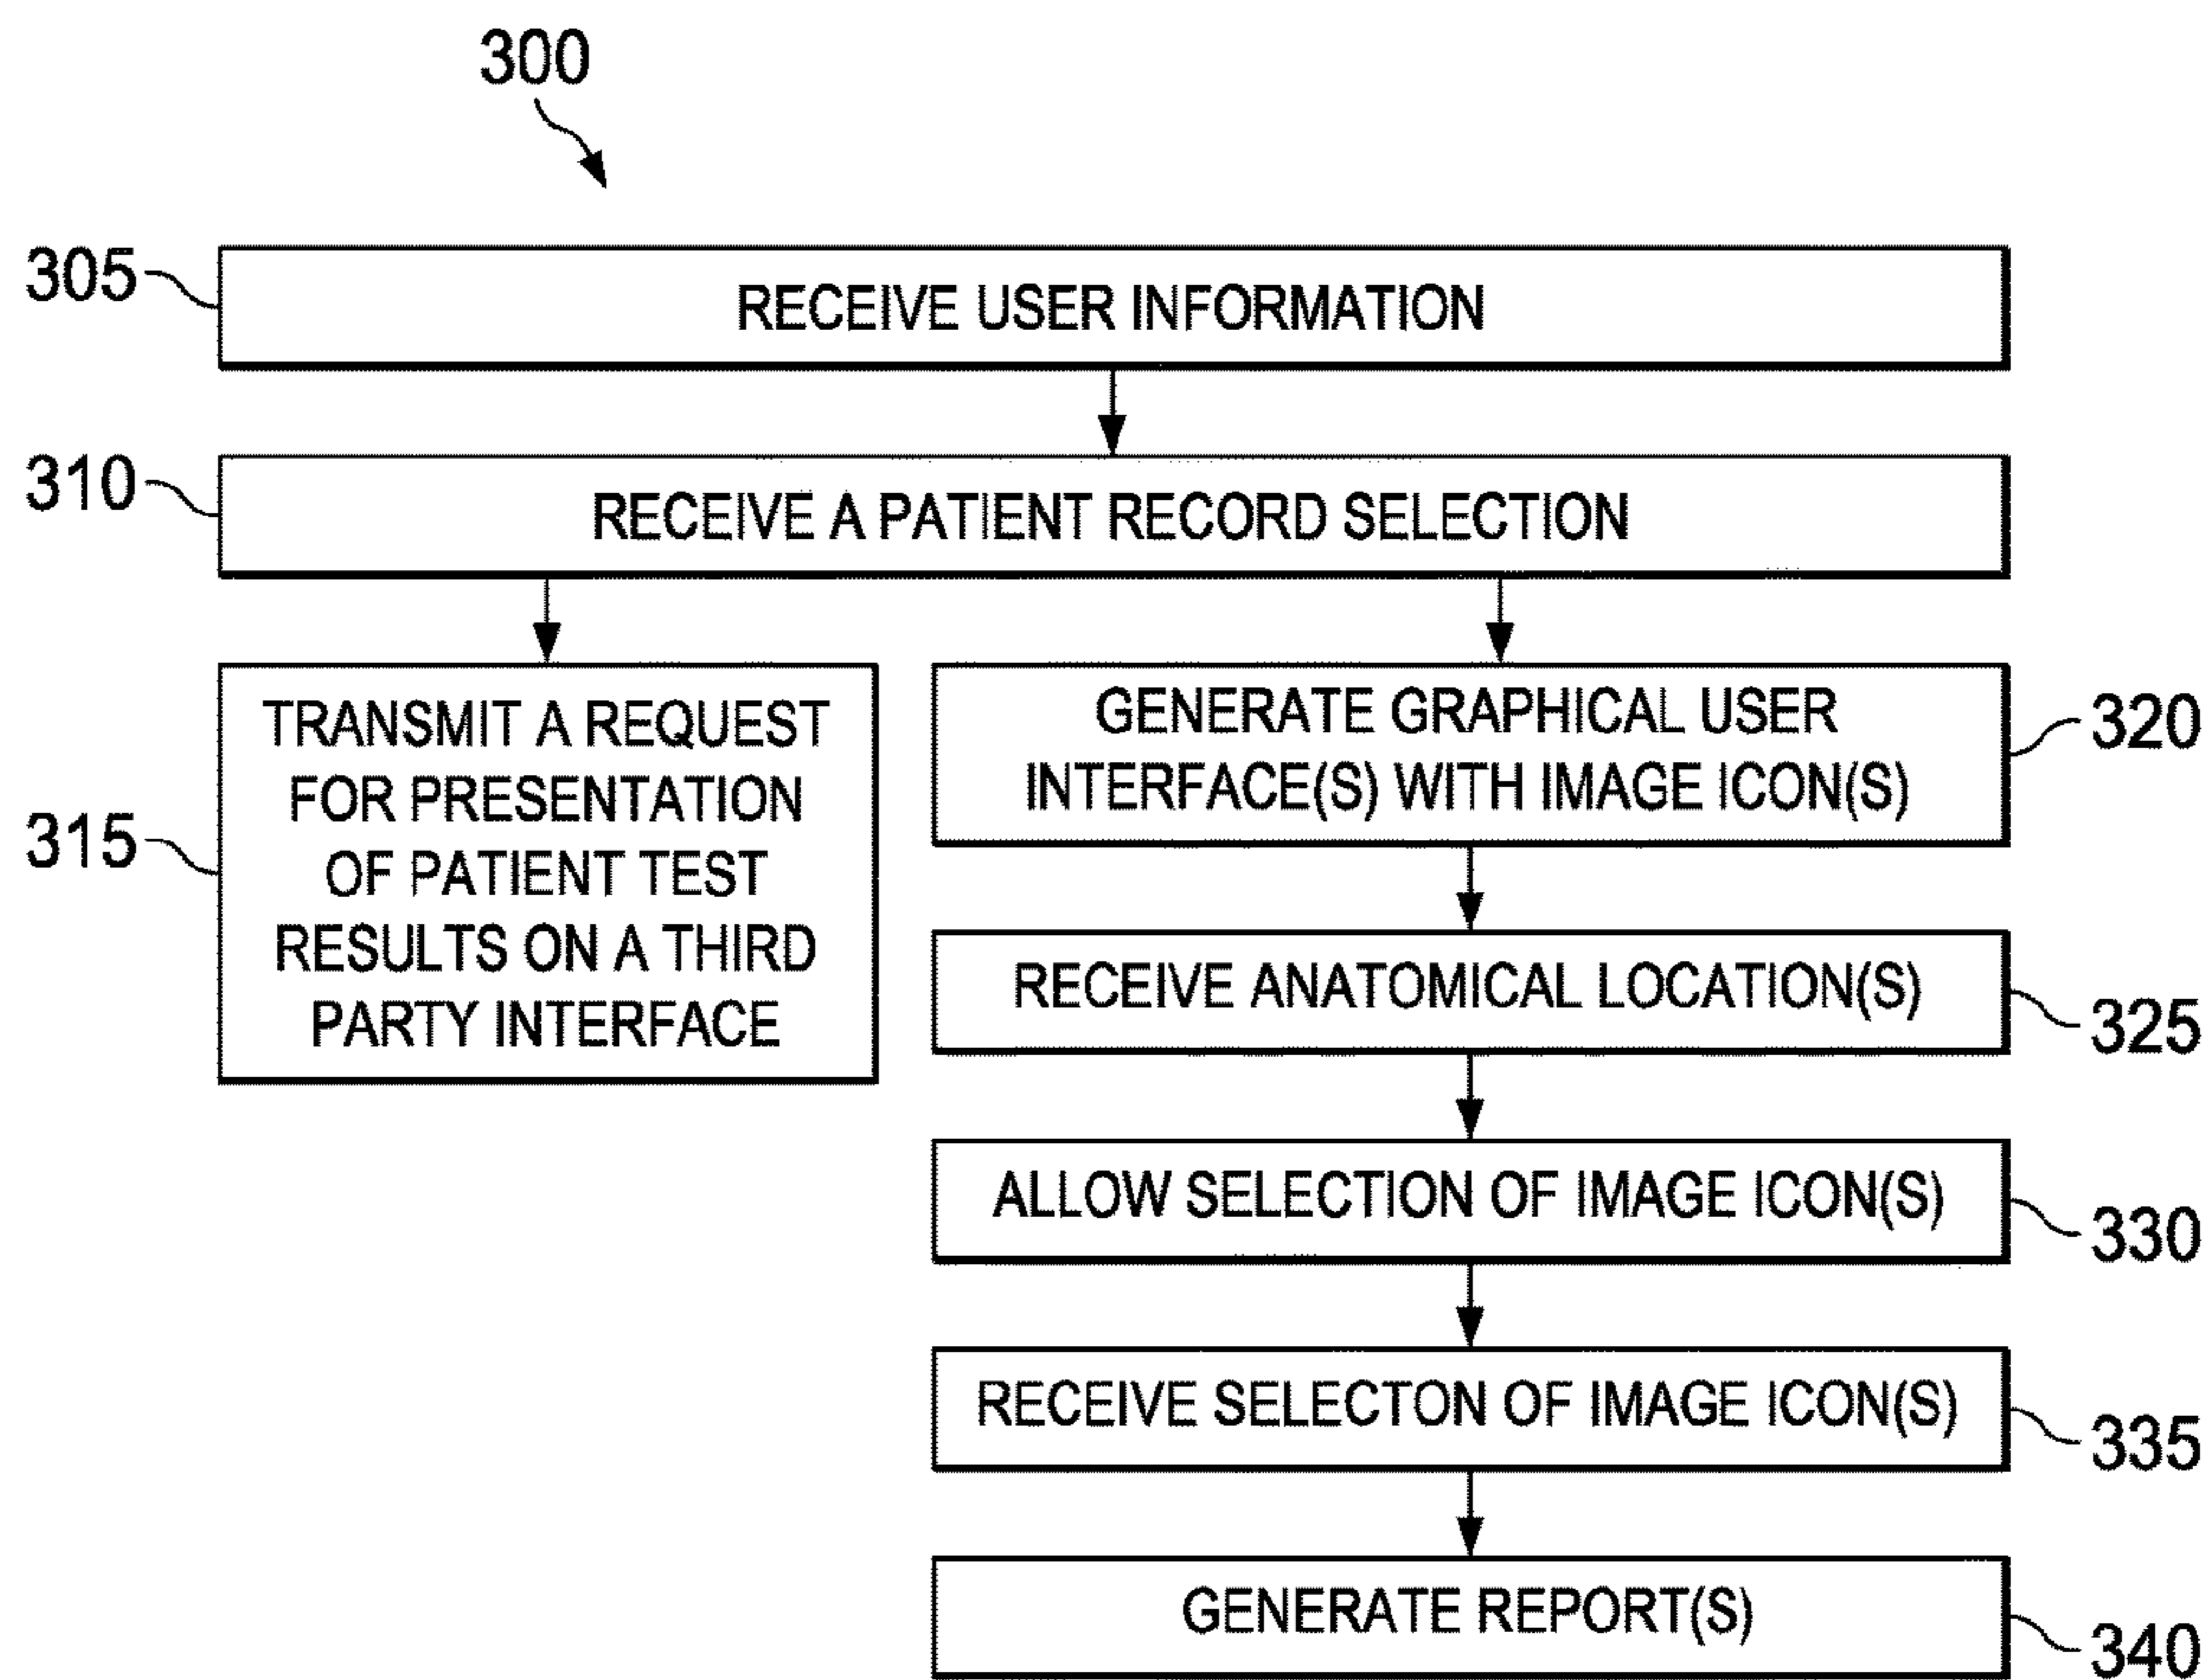 300
305
RECEIVE USER INFORMATION
310
RECEIVE A PATIENT RECORD SELECTION
315
TRANSMIT A REQUEST
FOR PRESENTATION
OF PATIENT TEST
RESULTS ON A THIRD
PARTY INTERFACE
GENERATE GRAPHICAL USER
INTERFACE(S) WITH IMAGE ICON(S)
320
RECEIVE ANATOMICAL LOCATION(S)
325
ALLOW SELECTION OF IMAGE ICON(S)
330
RECEIVE SELECTON OF IMAGE ICON(S)
335
GENERATE REPORT(S)
340